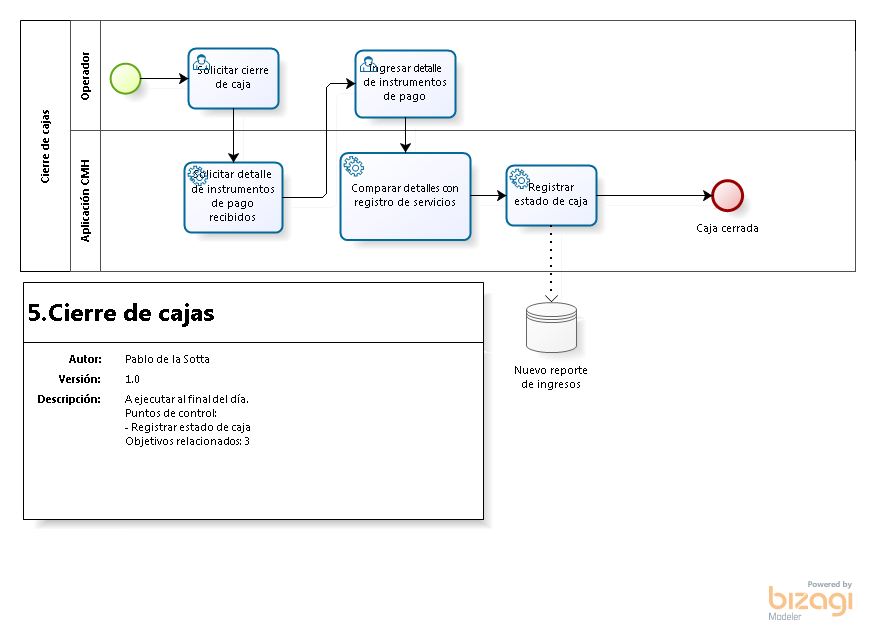 Cierre de cajas
Operador
Solicitar cierre
de caja
Ingresar detalle
de instrumentos
de pago
Aplicación CMH
Solicitar detalle
de instrumentos
de pago
recibidos
Comparar detalles con
registro de servicios
Registrar
estado de caja
Caja cerrada
Nuevo reporte
de ingresos
5.Cierre de cajas
Autor: Pablo de la Sotta
Versión: 1.0
Descripción: A ejecutar al final del día.
Puntos de control:
- Registrar estado de caja
Objetivos relacionados: 3
Powered by
bizagi
Modeler